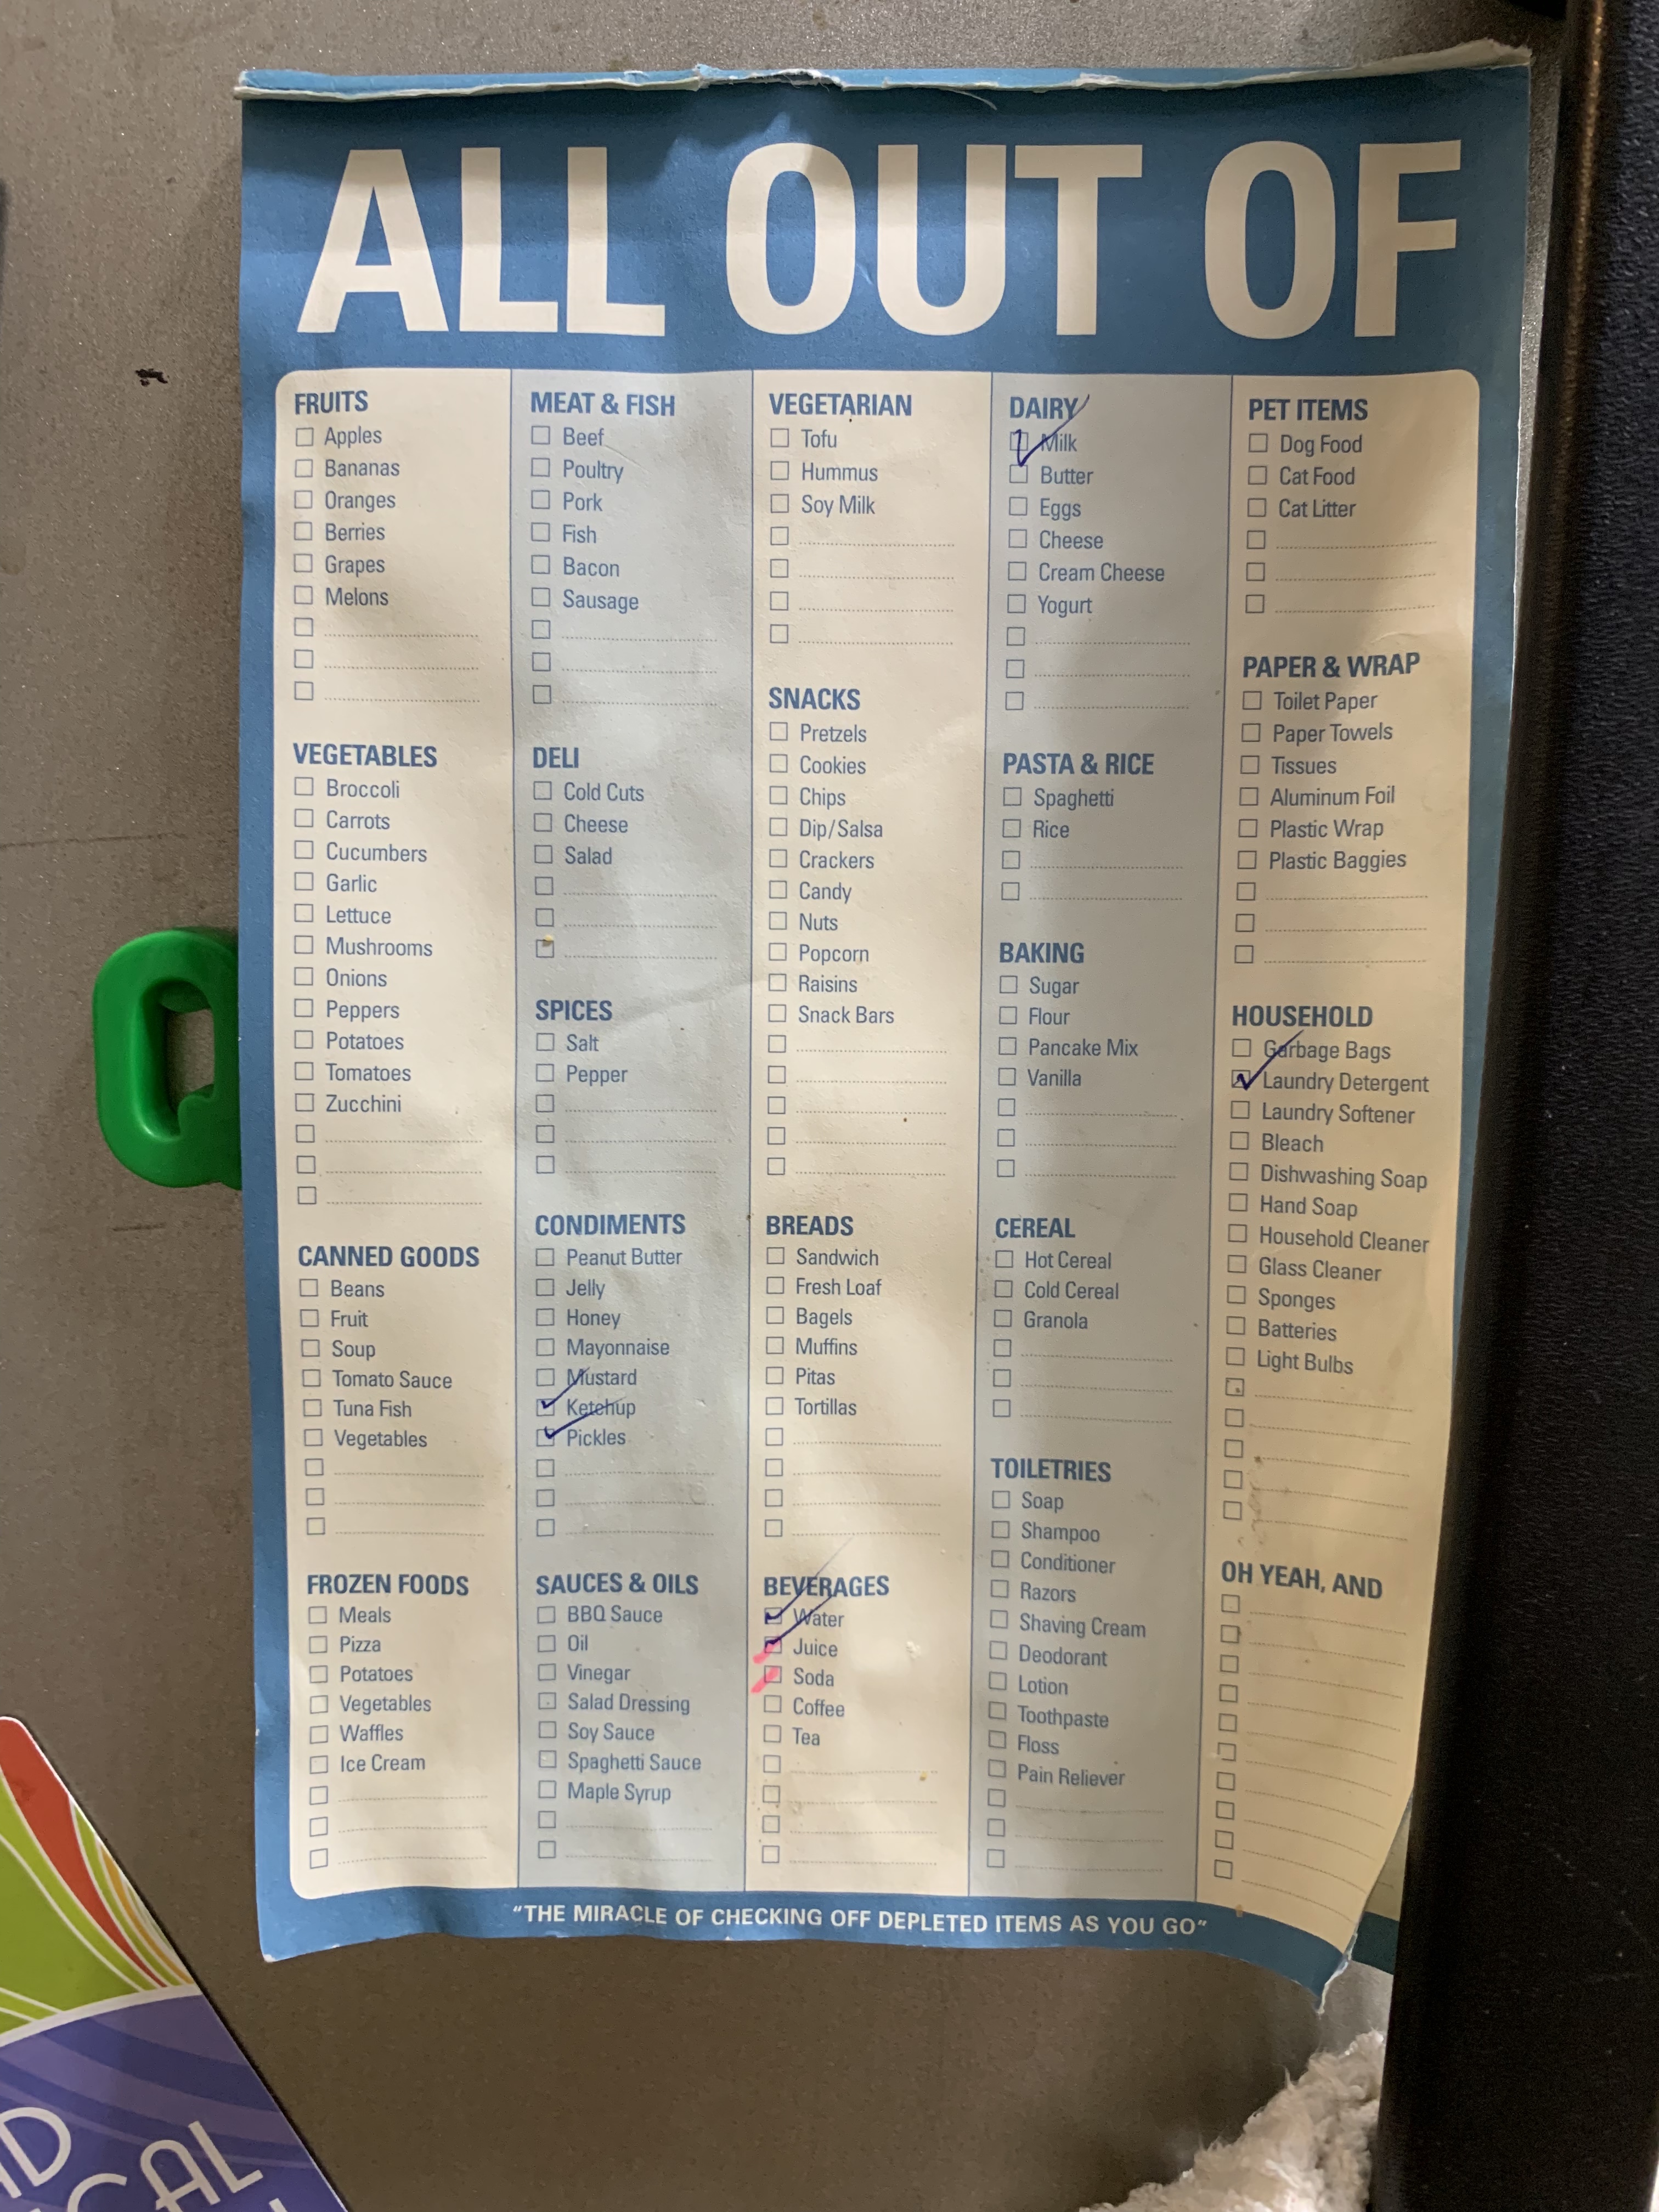 ALL OUT OF
FRUITS
Apples
Bananas
Oranges
Berries
Grapes
Melons
VEGETABLES
Broccoli
Carrots
Cucumbers
Garlic
Lettuce
Mushrooms
Onions
Peppers
Potatoes
Tomatoes
Zucchini
CANNED GOODS
Beans
Fruit
Soup
Tomato Sauce
Tuna Fish
Vegetables
FROZEN FOODS
Meals
Pizza
Potatoes
Vegetables
Waffles
Ice Cream
MEAT & FISH
Beef
Poultry
Pork
Fish
Bacon
Sausage
DELI
Cold Cuts
Cheese
Salad
SPICES
Salt
Pepper
CONDIMENTS
Peanut Butter
Jelly
Honey
Mayonnaise
Mustard
Ketchup
Pickles
SAUCES & OILS
BBQ Sauce
Oil
Vinegar
Salad Dressing
Soy Sauce
Spaghetti Sauce
Maple Syrup
VEGETARIAN
Tofu
Hummus
Soy Milk
SNACKS
Pretzels
Cookies
Chips
Dip/Salsa
Crackers
Candy
Nuts
Popcorn
Raisins
Snack Bars
BREADS
Sandwich
Fresh Loaf
Bagels
Muffins
Pitas
Tortillas
BEVERAGES
Water
Juice
Soda
Coffee
Tea
DAIRY
Milk
Butter
Eggs
Cheese
Cream Cheese
Yogurt
PASTA & RICE
Spaghetti
Rice
BAKING
Sugar
Flour
Pancake Mix
Vanilla
CEREAL
Hot Cereal
Cold Cereal
Granola
TOILETRIES
Soap
Shampoo
Conditioner
Razors
Shaving Cream
Deodorant
Lotion
Toothpaste
Floss
Pain Reliever
PET ITEMS
Dog Food
Cat Food
Cat Litter
PAPER & WRAP
Toilet Paper
Paper Towels
Tissues
Aluminum Foil
Plastic Wrap
Plastic Baggies
HOUSEHOLD
Garbage Bags
Laundry Detergent
Laundry Softener
Bleach
Dishwashing Soap
Hand Soap
Household Cleaner
Glass Cleaner
Sponges
Batteries
Light Bulbs
OH YEAH, AND
"THE MIRACLE OF CHECKING OFF DEPLETED ITEMS AS YOU GO"